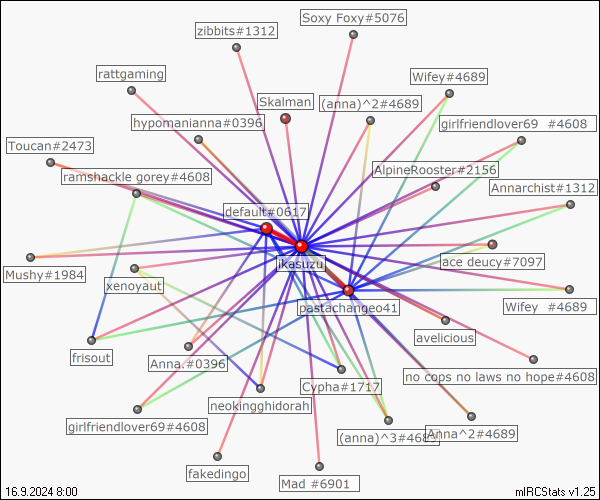 Soxy Foxy#5076
zibbits#1312
rattgaming
Wifey#4689
Skalman
(anna)^2#4689
hypomanianna#0396
girlfriendlover69 #4608
Toucan#2473
AlpineRooster#2156
ramshackle gorey#4608
Annarchist#1312
default#0617
ace deucy#7097
jkasuzu
Mushy#1984
xenoyaut
pastachangeo41
Wifey #4689
avelicious
frisout
Anna.#0396
no cops no laws no hope#4608
Cypha#1717
neokingghidorah
girlfriendlover69#4608
(anna)^3#4689
Anna^2#4689
fakedingo
Mad #6901
16.9.2024 8:00
mIRCStats v1.25